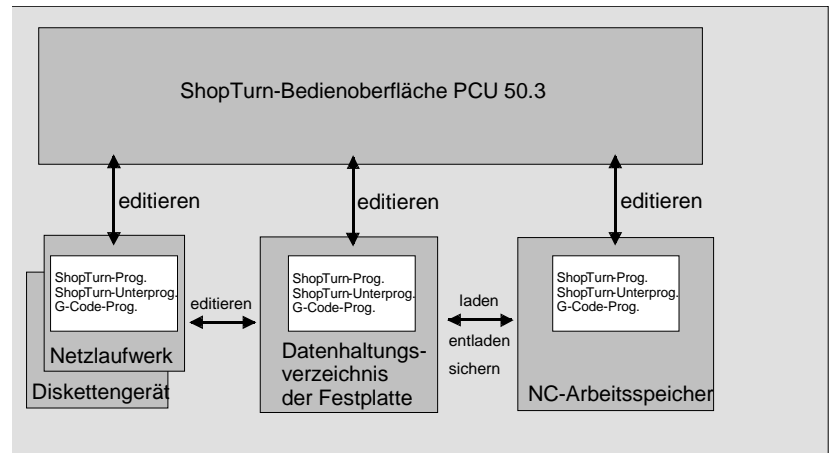 ShopTurn-Bedienoberfläche PCU 50.3
editieren
editieren
editieren
ShopTurn-Prog.
ShopTurn-Unterprog.
G-Code-Prog.
Netzlaufwerk
Diskettengerät
editieren
ShopTurn-Prog.
ShopTurn-Unterprog.
G-Code-Prog.
Datenhaltungs-
verzeichnis
der Festplatte
laden
entladen
sichern
ShopTurn-Prog.
ShopTurn-Unterprog.
G-Code-Prog.
NC-Arbeitsspeicher